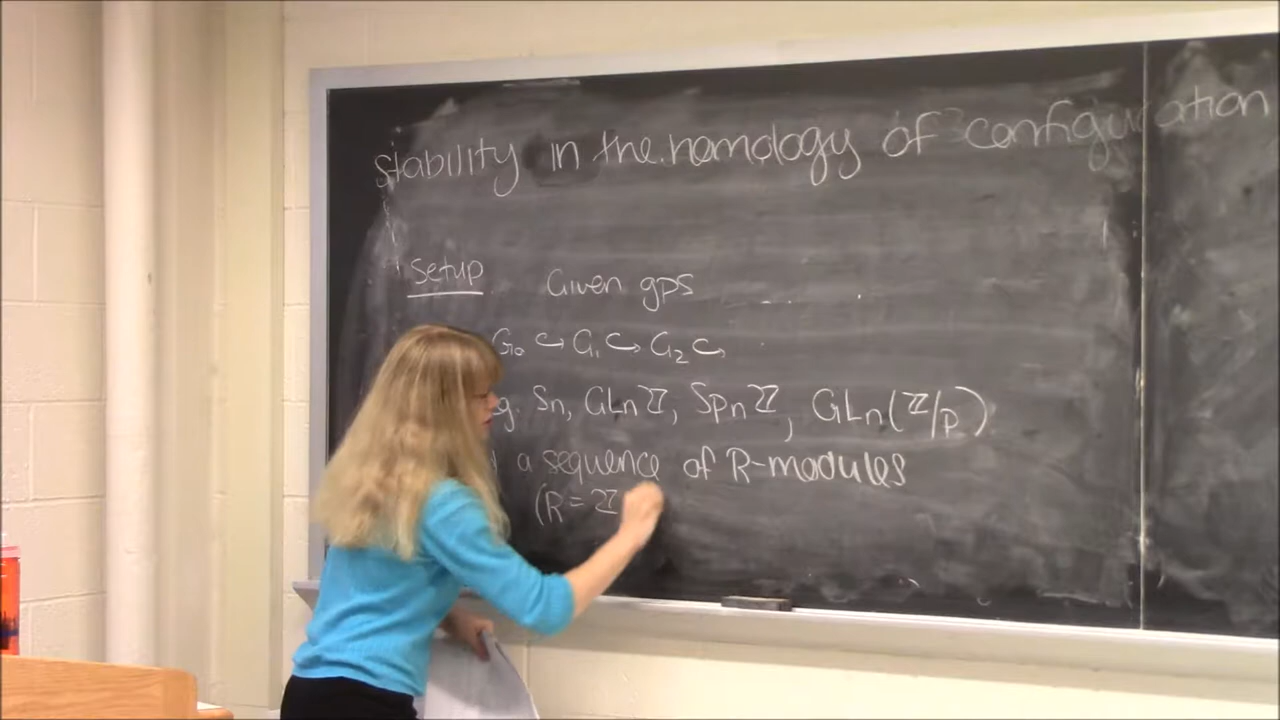 stability in the homology of configuration
Setup Given gps
G₀ ↪ G₁ ↪ G₂ ↪
g. Sn, GLnℤ, Spnℤ, GLn(ℤ/p)
a sequence of R-modules
(R = ℤ